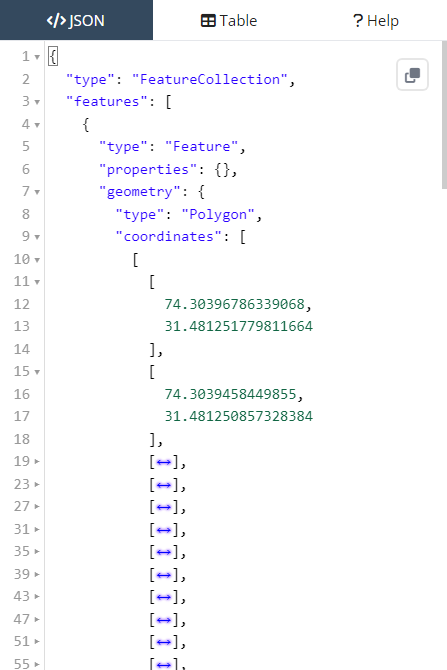 </>JSON Table ? Help
1 {
2 "type": "FeatureCollection",
3 "features": [
4 {
5 "type": "Feature",
6 "properties": {},
7 "geometry": {
8 "type": "Polygon",
9 "coordinates": [
10 [
11 [
12 74.30396786339068,
13 31.481251779811664
14 ],
15 [
16 74.3039458449855,
17 31.481250857328384
18 ],
19 [↔],
23 [↔],
27 [↔],
31 [↔],
35 [↔],
39 [↔],
43 [↔],
47 [↔],
51 [↔],
55 [↔],